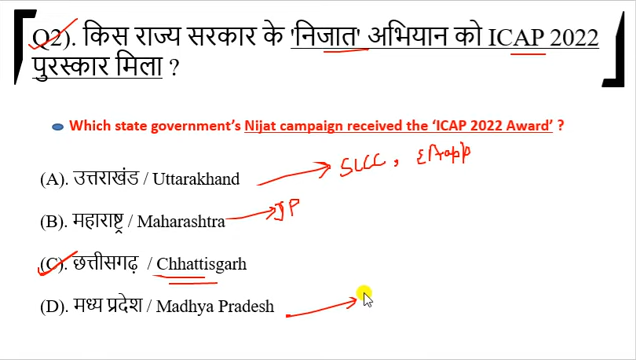 Q2). किस राज्य सरकार के 'निजात' अभियान को ICAP 2022
पुरस्कार मिला ?
Which state government's Nijat campaign received the 'ICAP 2022 Award' ?
(A). उत्तराखंड / Uttarakhand
SLCC,
(B). महाराष्ट्र / Maharashtra
JP
(C). छत्तीसगढ़ / Chhattisgarh
(D). मध्य प्रदेश / Madhya Pradesh